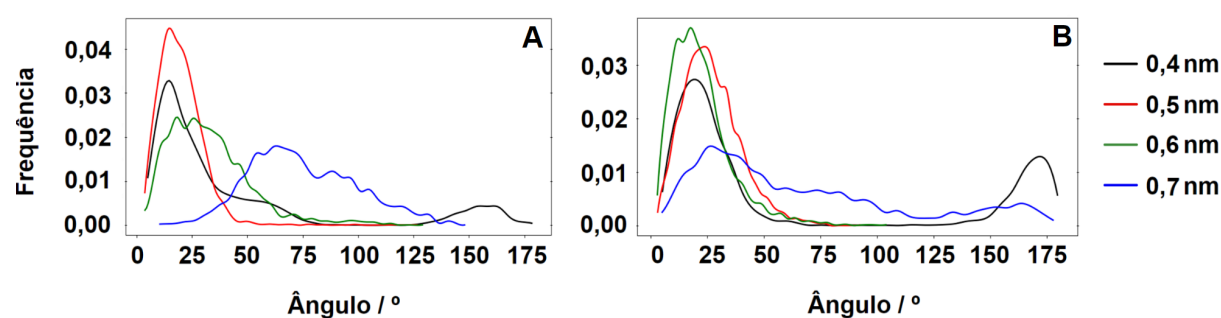 Frequência
0,04
0,03
0,02
0,01
0,00
A
0 25 50 75 100 125 150 175
Ângulo / º
0,03
0,02
0,01
0,00
B
0 25 50 75 100 125 150 175
Ângulo / º
0,4 nm
0,5 nm
0,6 nm
0,7 nm